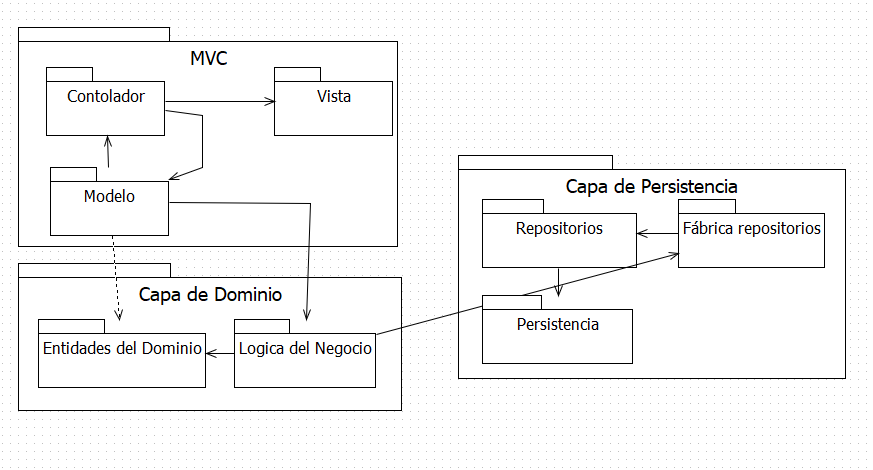 MVC
Contolador
Vista
Modelo
Capa de Dominio
Entidades del Dominio
Logica del Negocio
Capa de Persistencia
Repositorios
Fábrica repositorios
Persistencia